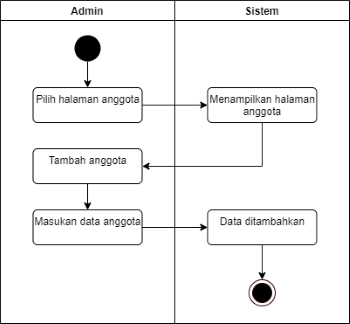 Admin
Sistem
Pilih halaman anggota
Menampilkan halaman
anggota
Tambah anggota
Masukan data anggota
Data ditambahkan